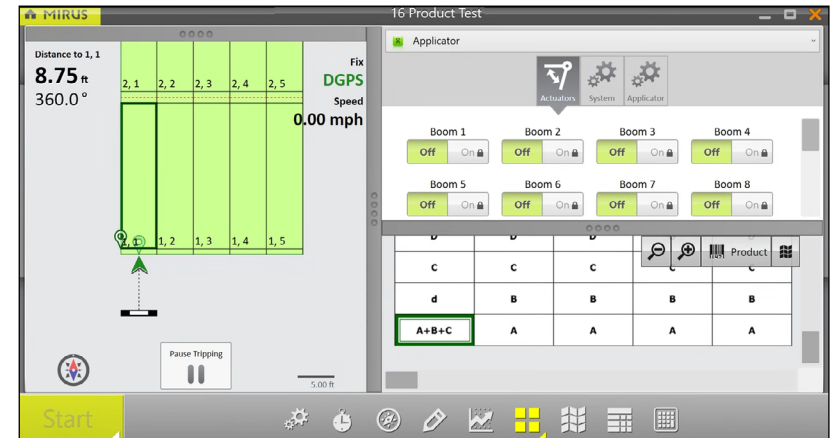 MIRUS
16 Product Test
Distance to 1, 1
8.75 ft
360.0 °
Fix
DGPS
Speed
0.00 mph
2, 1 2, 2 2, 3 2, 4 2, 5
1, 1 1, 2 1, 3 1, 4 1, 5
Pause Tripping
5.00 ft
Applicator
Actuators System Applicator
Boom 1 Boom 2 Boom 3 Boom 4
Off On Off On Off On Off On
Boom 5 Boom 6 Boom 7 Boom 8
Off On Off On Off On Off On
Product
C C C C C
d B B B B
A+B+C A A A A
Start